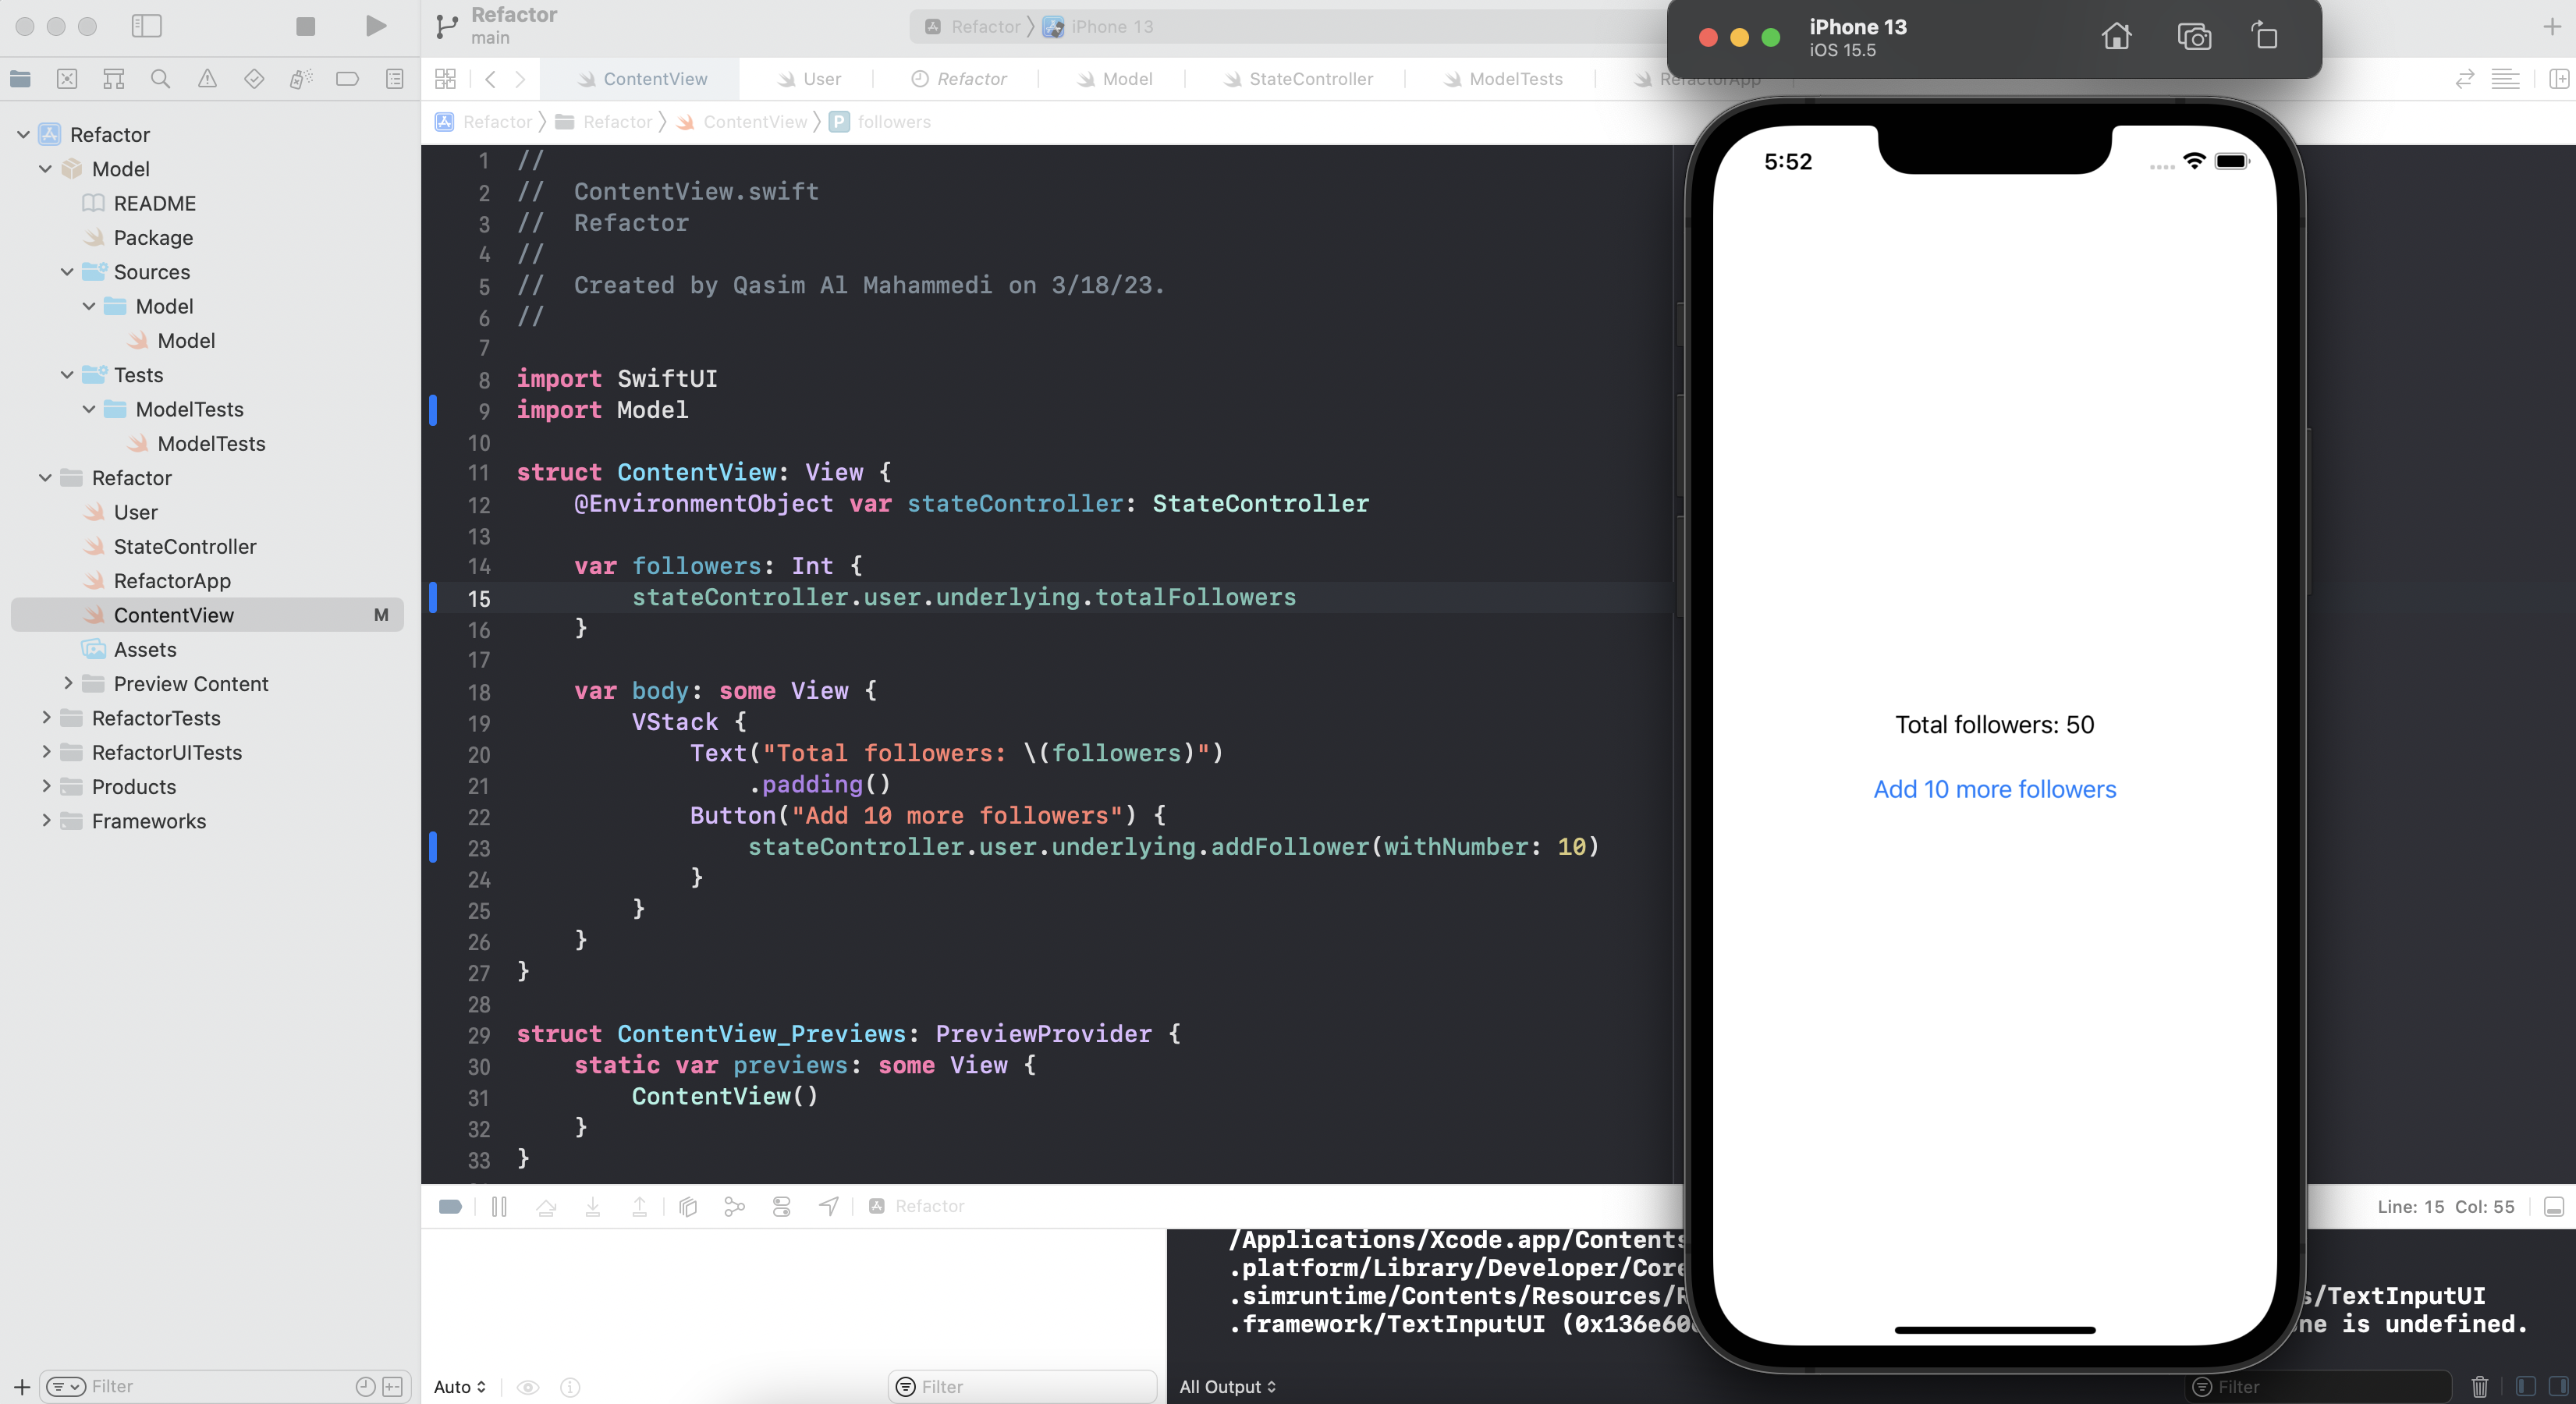 Refactor
main
Refactor
iPhone 13
iPhone 13
iOS 15.5
ContentView
User
Refactor
Model
StateController
ModelTests
RefactorApp
Refactor
Refactor
ContentView
P
followers
Refactor
Model
README
Package
Sources
Model
Model
Tests
ModelTests
ModelTests
Refactor
User
StateController
RefactorApp
ContentView M
Assets
Preview Content
RefactorTests
RefactorUITests
Products
Frameworks
Filter
1 //
2 //  ContentView.swift
3 //  Refactor
4 //
5 //  Created by Qasim Al Mahammedi on 3/18/23.
6 //
7
8 import SwiftUI
9 import Model
10
11 struct ContentView: View {
12     @EnvironmentObject var stateController: StateController
13
14     var followers: Int {
15         stateController.user.underlying.totalFollowers
16     }
17
18     var body: some View {
19         VStack {
20             Text("Total followers: \(followers)")
21                 .padding()
22             Button("Add 10 more followers") {
23                 stateController.user.underlying.addFollower(withNumber: 10)
24             }
25         }
26     }
27 }
28
29 struct ContentView_Previews: PreviewProvider {
30     static var previews: some View {
31         ContentView()
32     }
33 }
5:52
Total followers: 50
Add 10 more followers
Refactor
Line: 15 Col: 55
/Applications/Xcode.app/Contents
.platform/Library/Developer/Core
.simruntime/Contents/Resources/R s/TextInputUI
.framework/TextInputUI (0x136e60 ne is undefined.
Auto
Filter
All Output
Filter